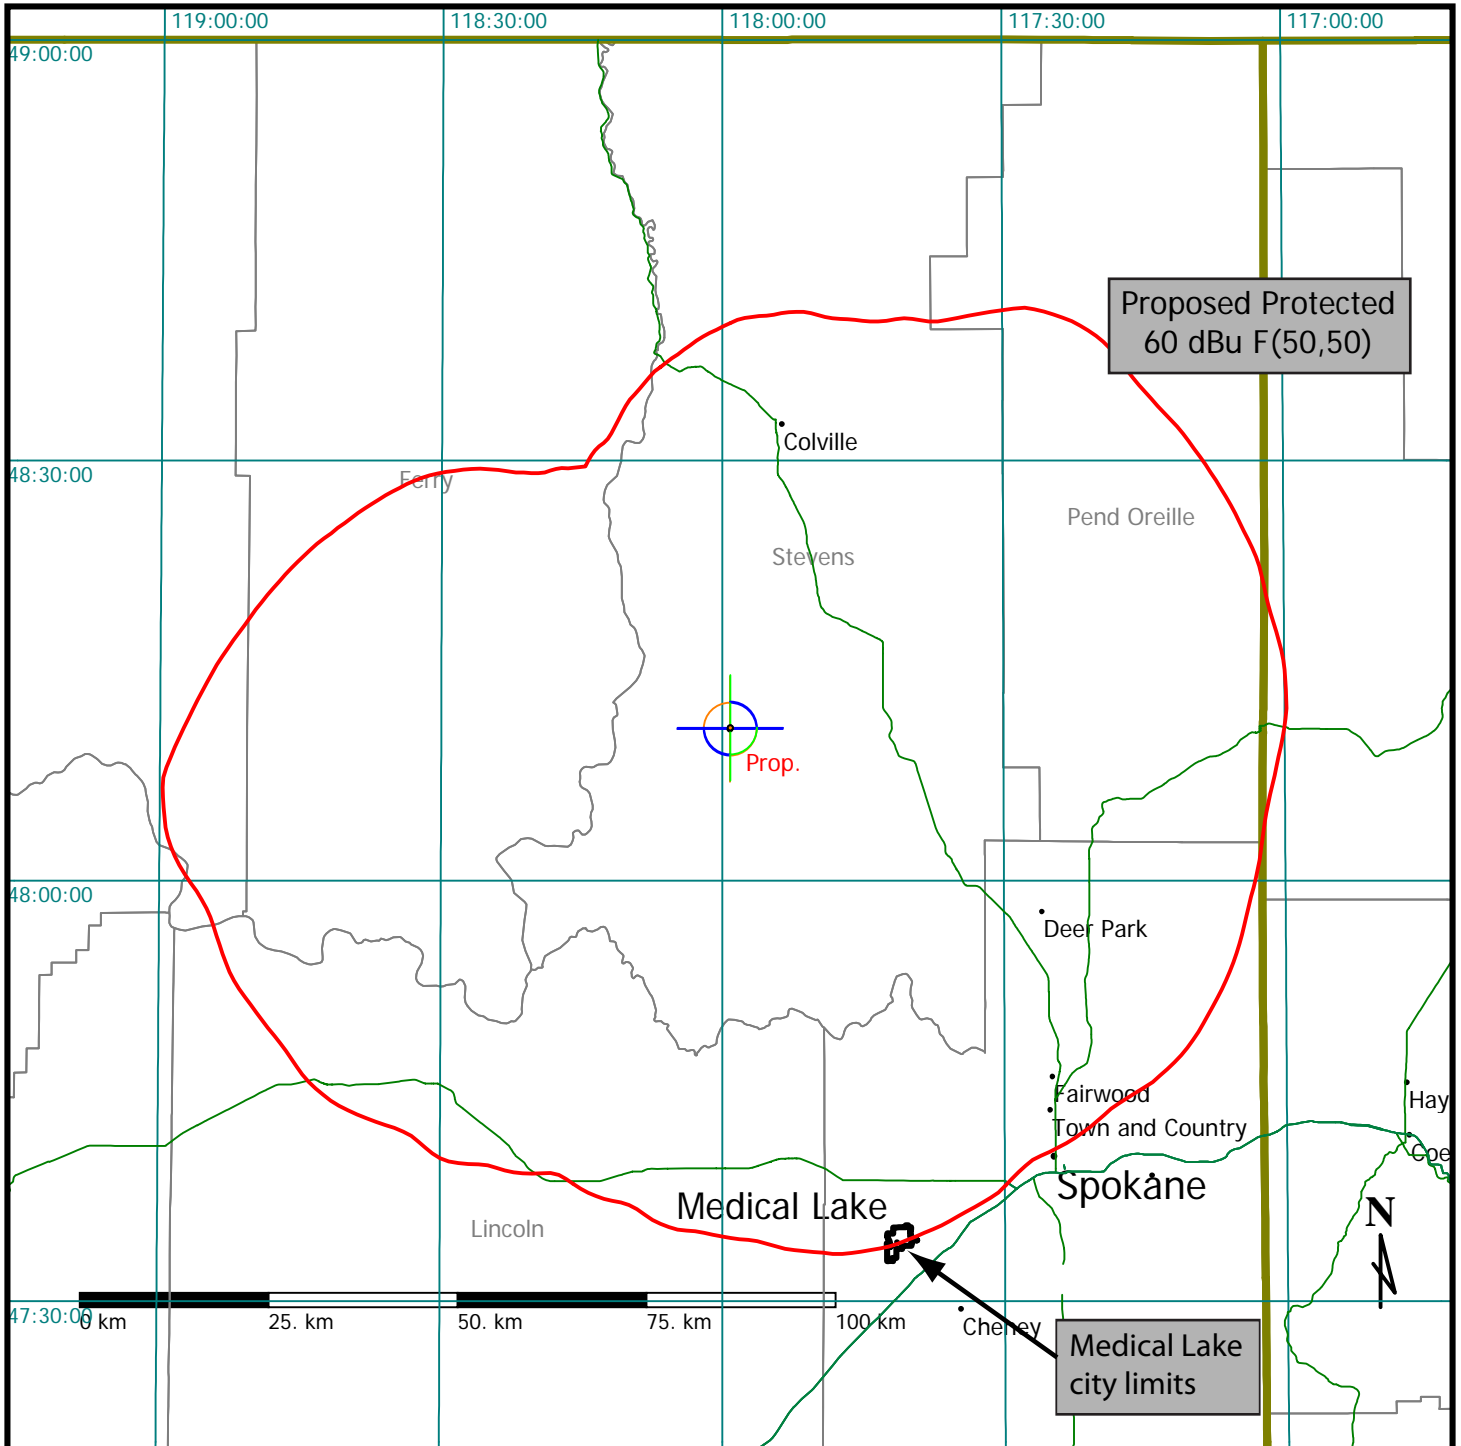 119:00:00
118:30:00
118:00:00
117:30:00
117:00:00
49:00:00
Proposed Protected
60 dBu F(50,50)
Colville
48:30:00
Ferry
Pend Oreille
Stevens
Prop.
48:00:00
Deer Park
Fairwood
Hay
Town and Country
Coe
Spokane
Medical Lake
N
Lincoln
47:30:00
0 km
25. km
50. km
75. km
100 km
Cheney
Medical Lake
city limits